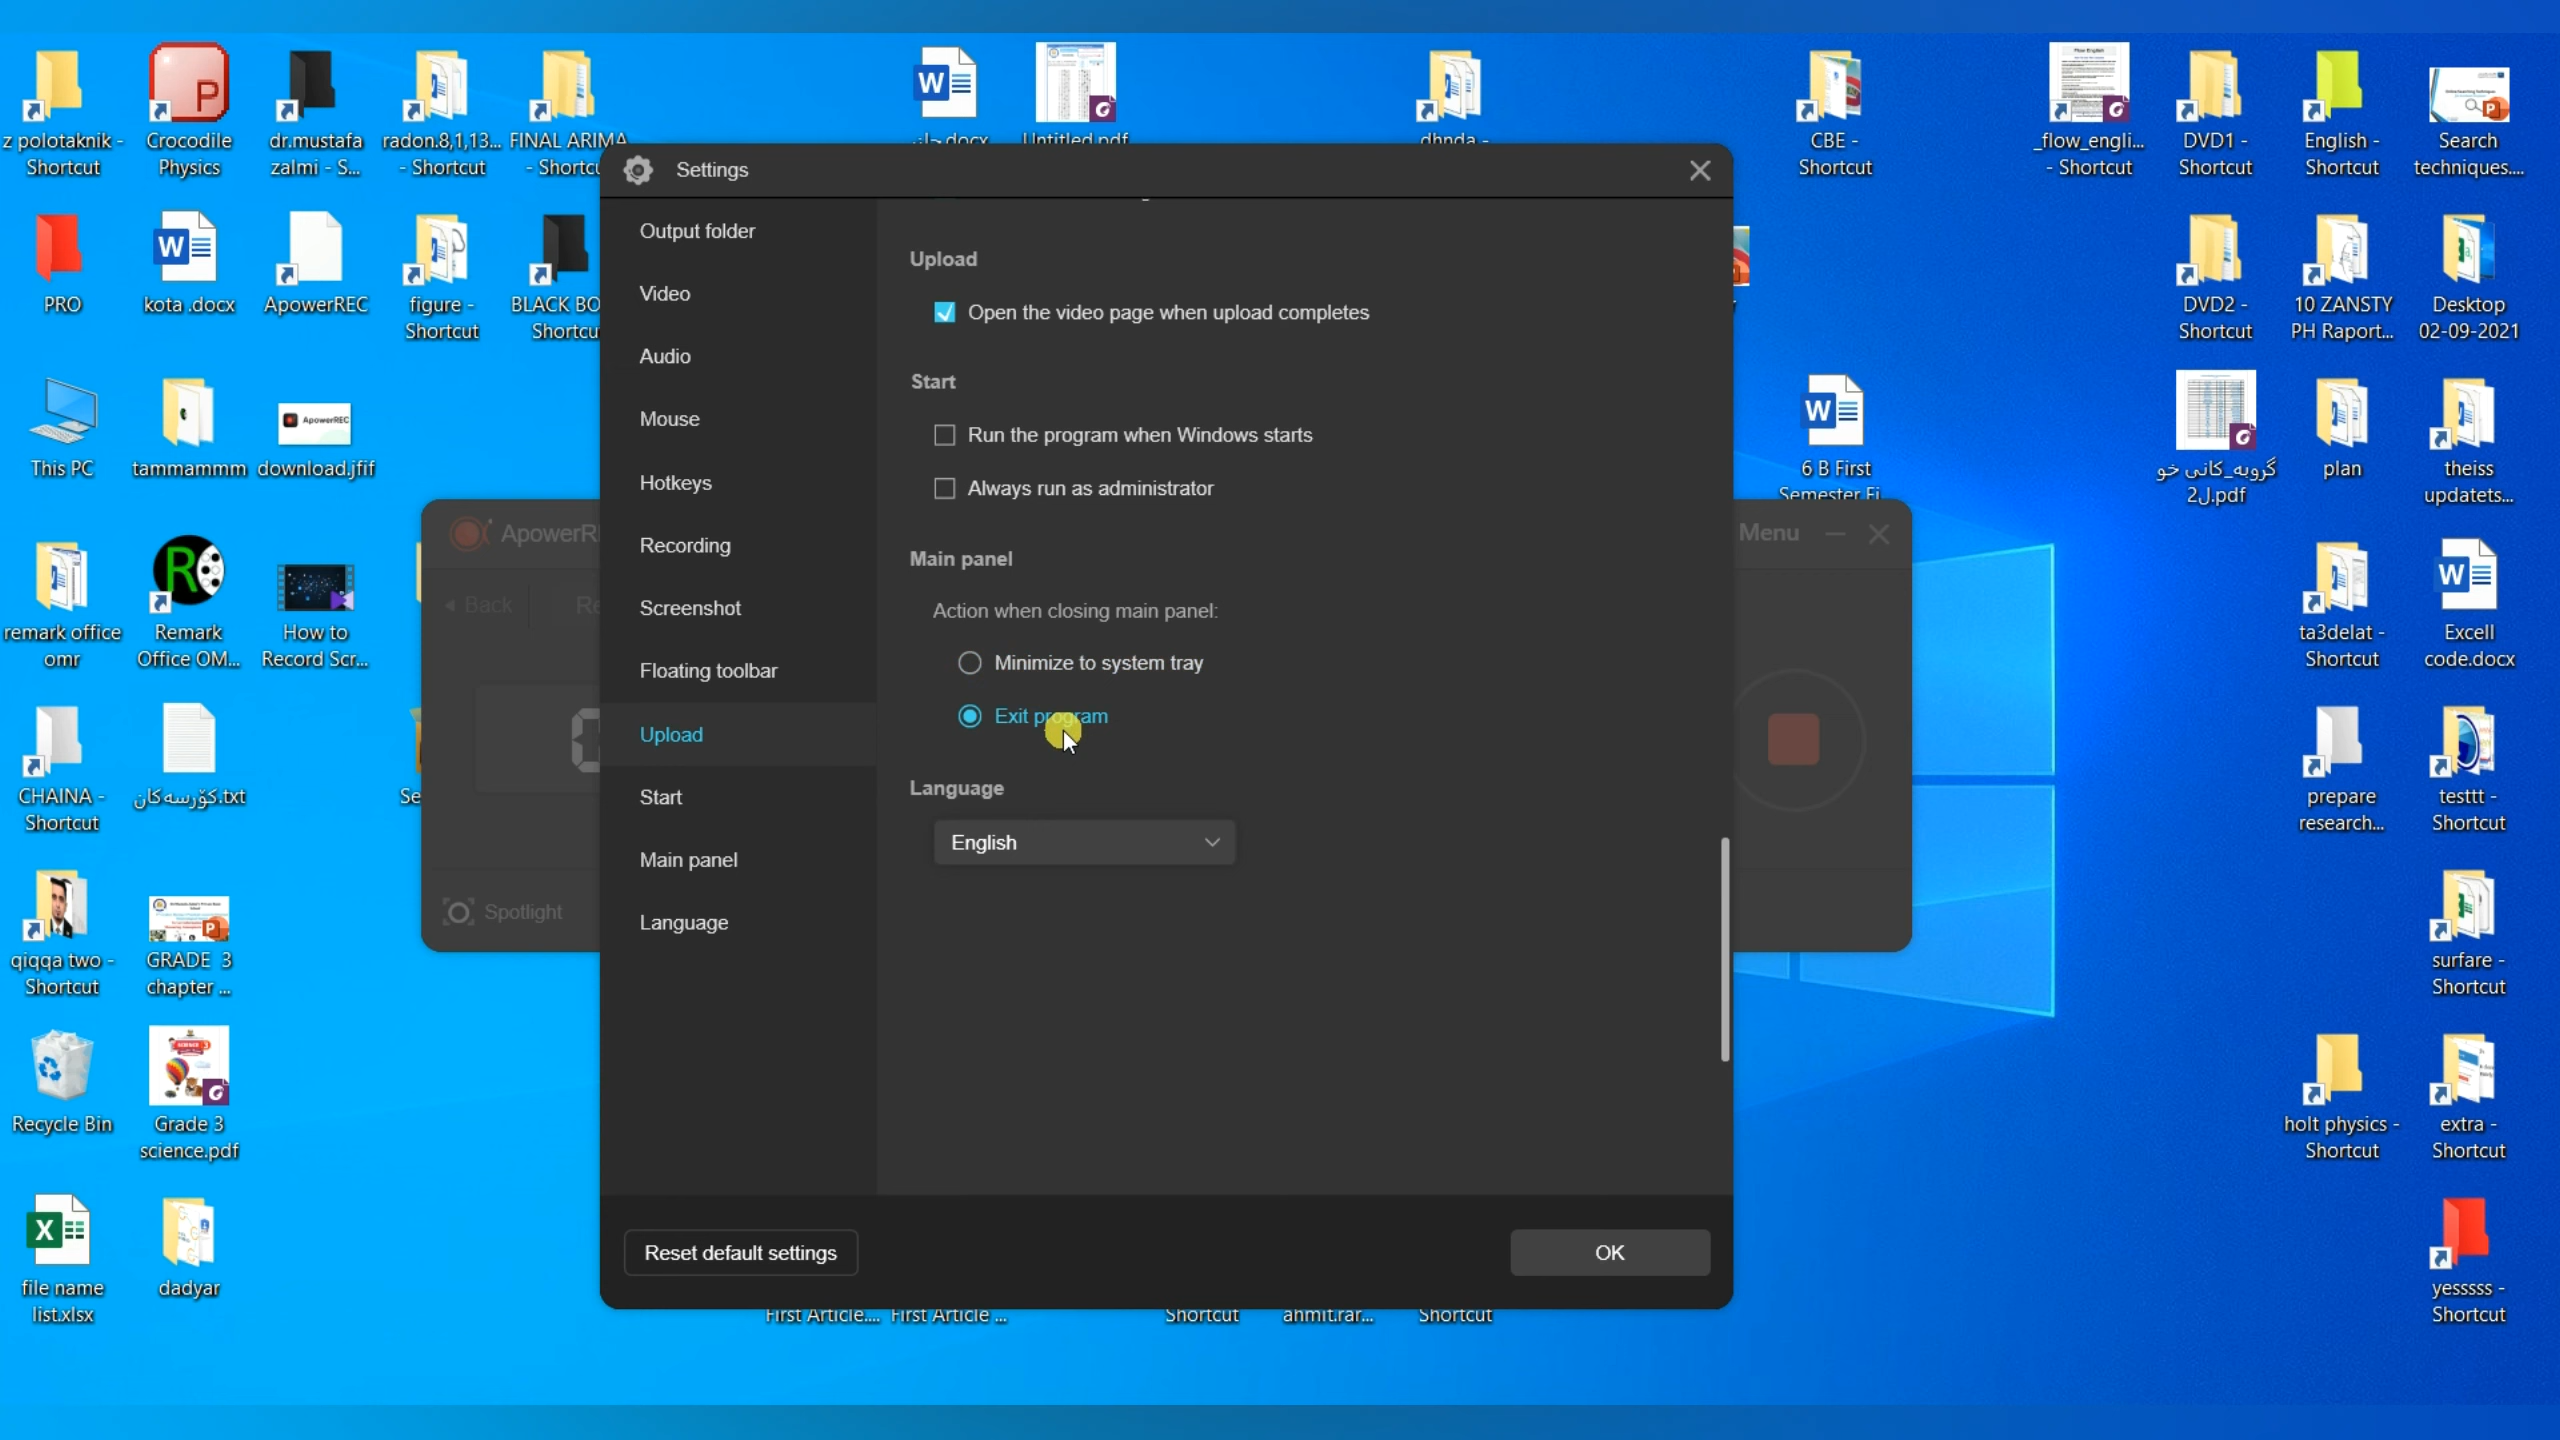 z polotaknik -
Shortcut
Crocodile
Physics
dr.mustafa
zalmi - S...
radon.8,1,13...
- Shortcut
FINAL ARIMA
- Shortcu
Untitled.pdf
dhnda -
CBE -
Shortcut
_flow_engli...
- Shortcut
DVD1 -
Shortcut
English -
Shortcut
Search
techniques....
PRO
kota .docx
ApowerREC
figure -
Shortcut
BLACK BO
Shortcu
DVD2 -
Shortcut
10 ZANSTY
PH Raport...
Desktop
02-09-2021
This PC
tammammm
ApowerREC
download.jfif
6 B First
Semester Fi
گروپه_کانی خو
ل2.pdf
plan
theiss
updatets...
remark office
omr
Remark
Office OM...
How to
Record Scr...
ta3delat -
Shortcut
Excell
code.docx
CHAINA -
Shortcut
کۆرسەکان.txt
Se
prepare
research...
testtt -
Shortcut
qiqqa two -
Shortcut
GRADE 3
chapter ...
surfare -
Shortcut
Recycle Bin
Grade 3
science.pdf
holt physics -
Shortcut
extra -
Shortcut
file name
list.xlsx
dadyar
yesssss -
Shortcut
First Article....
First Article ...
Shortcut
ahmit.rar...
Shortcut
ApowerR
Menu
Back
Re
Spotlight
Settings
Output folder
Video
Audio
Mouse
Hotkeys
Recording
Screenshot
Floating toolbar
Upload
Start
Main panel
Language
Upload
Open the video page when upload completes
Start
Run the program when Windows starts
Always run as administrator
Main panel
Action when closing main panel:
Minimize to system tray
Exit program
Language
English
Reset default settings
OK